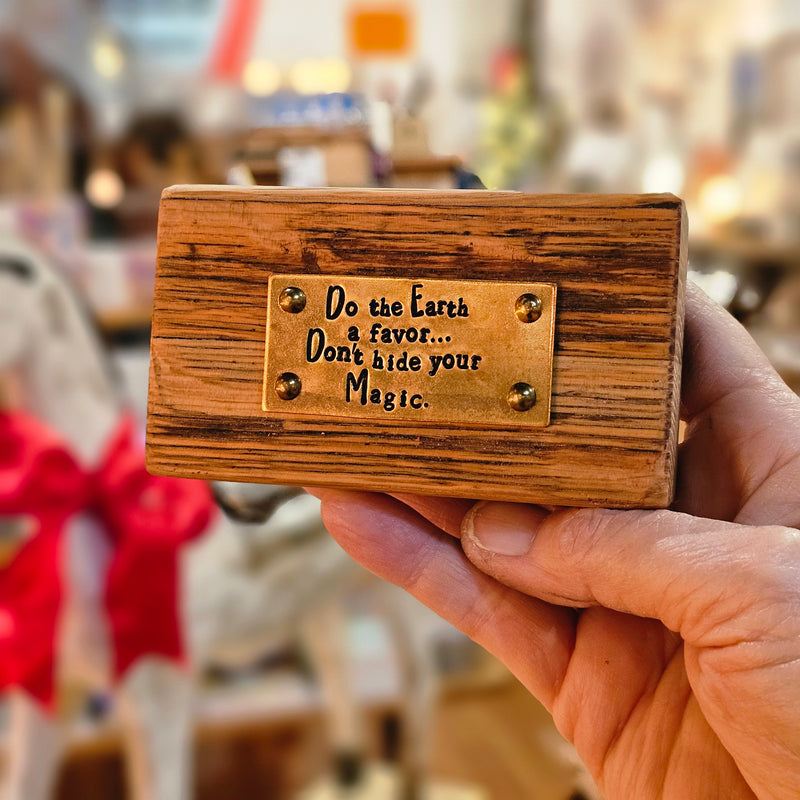 Do the Earth
a favor...
Don't hide your
Magic.